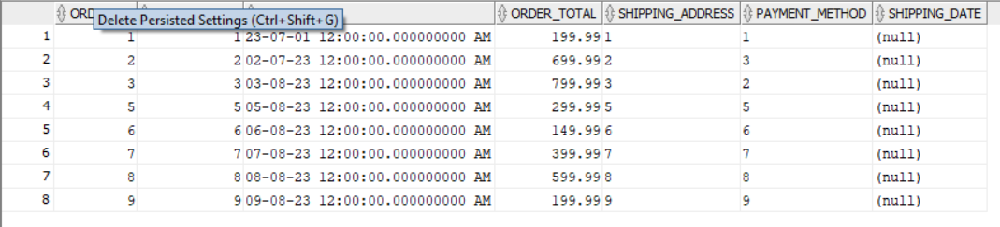 ORD ORDER_TOTAL SHIPPING_ADDRESS PAYMENT_METHOD SHIPPING_DATE
Delete Persisted Settings (Ctrl+Shift+G)
1 1 1 23-07-01 12:00:00.000000000 AM 199.99 1 1 (null)
2 2 2 02-07-23 12:00:00.000000000 AM 699.99 2 3 (null)
3 3 3 03-08-23 12:00:00.000000000 AM 799.99 3 2 (null)
4 5 5 05-08-23 12:00:00.000000000 AM 299.99 5 5 (null)
5 6 6 06-08-23 12:00:00.000000000 AM 149.99 6 6 (null)
6 7 7 07-08-23 12:00:00.000000000 AM 399.99 7 7 (null)
7 8 8 08-08-23 12:00:00.000000000 AM 599.99 8 8 (null)
8 9 9 09-08-23 12:00:00.000000000 AM 199.99 9 9 (null)